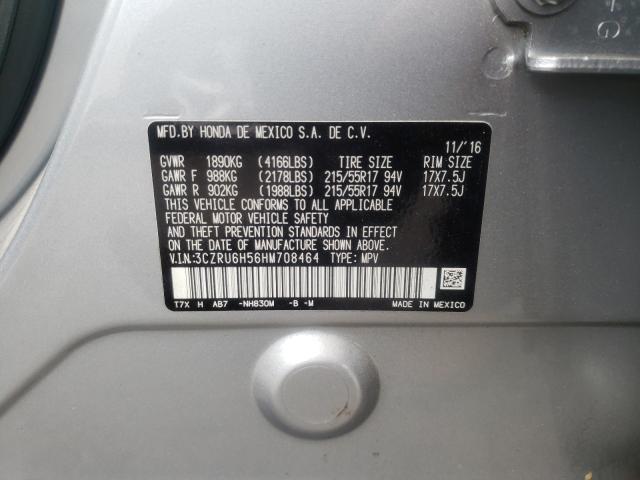 G
MFD.BY HONDA DE MEXICO S.A. DE C.V.
11/'16
GVWR 1890KG (4166LBS) TIRE SIZE RIM SIZE
GAWR F 988KG (2178LBS) 215/55R17 94V 17X7.5J
GAWR R 902KG (1988LBS) 215/55R17 94V 17X7.5J
THIS VEHICLE CONFORMS TO ALL APPLICABLE
FEDERAL MOTOR VEHICLE SAFETY
AND THEFT PREVENTION STANDARDS IN EFFECT
ON THE DATE OF MANUFACTURE SHOWN ABOVE.
V.I.N:3CZRU6H56HM708464 TYPE: MPV
T7X H AB7 -NH830M -B -M MADE IN MEXICO